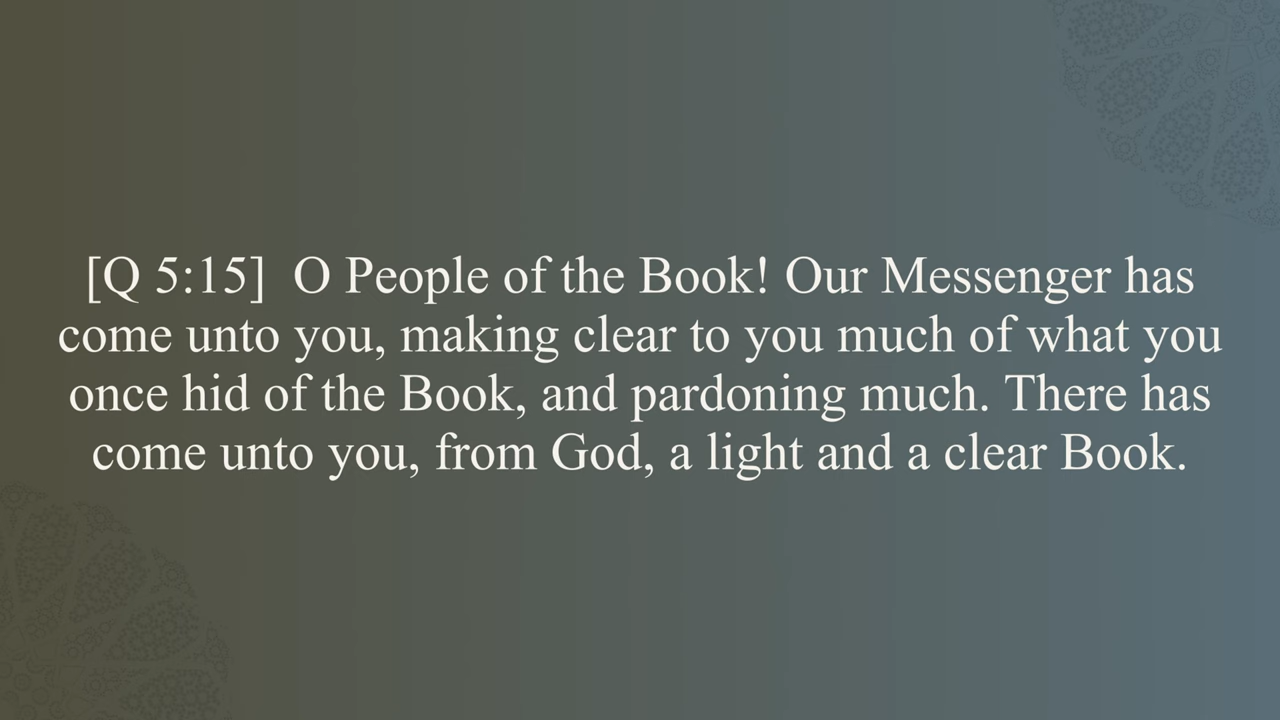 [Q 5:15]  O People of the Book! Our Messenger has
come unto you, making clear to you much of what you
once hid of the Book, and pardoning much. There has
come unto you, from God, a light and a clear Book.